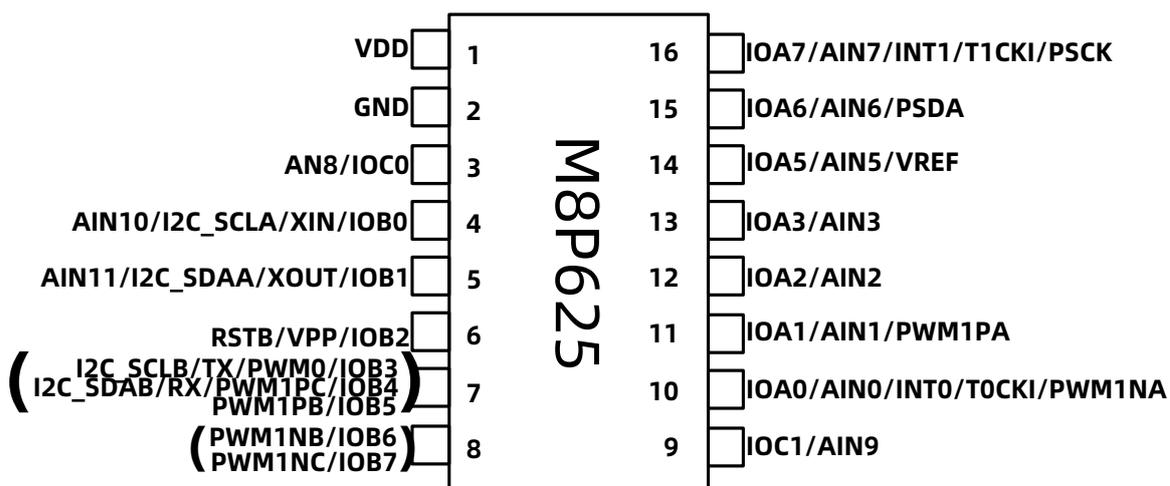 VDD
GND
AN8/IOC0
AIN10/I2C_SCLA/XIN/IOB0
AIN11/I2C_SDAA/XOUT/IOB1
RSTB/VPP/IOB2
(I2C_SCLB/TX/PWM0/IOB3
I2C_SDAB/RX/PWM1PC/IOB4
PWM1PB/IOB5)
(PWM1NB/IOB6
PWM1NC/IOB7)
1
2
3
4
5
6
7
8
M8P625
16
15
14
13
12
11
10
9
IOA7/AIN7/INT1/T1CKI/PSCK
IOA6/AIN6/PSDA
IOA5/AIN5/VREF
IOA3/AIN3
IOA2/AIN2
IOA1/AIN1/PWM1PA
IOA0/AIN0/INT0/T0CKI/PWM1NA
IOC1/AIN9